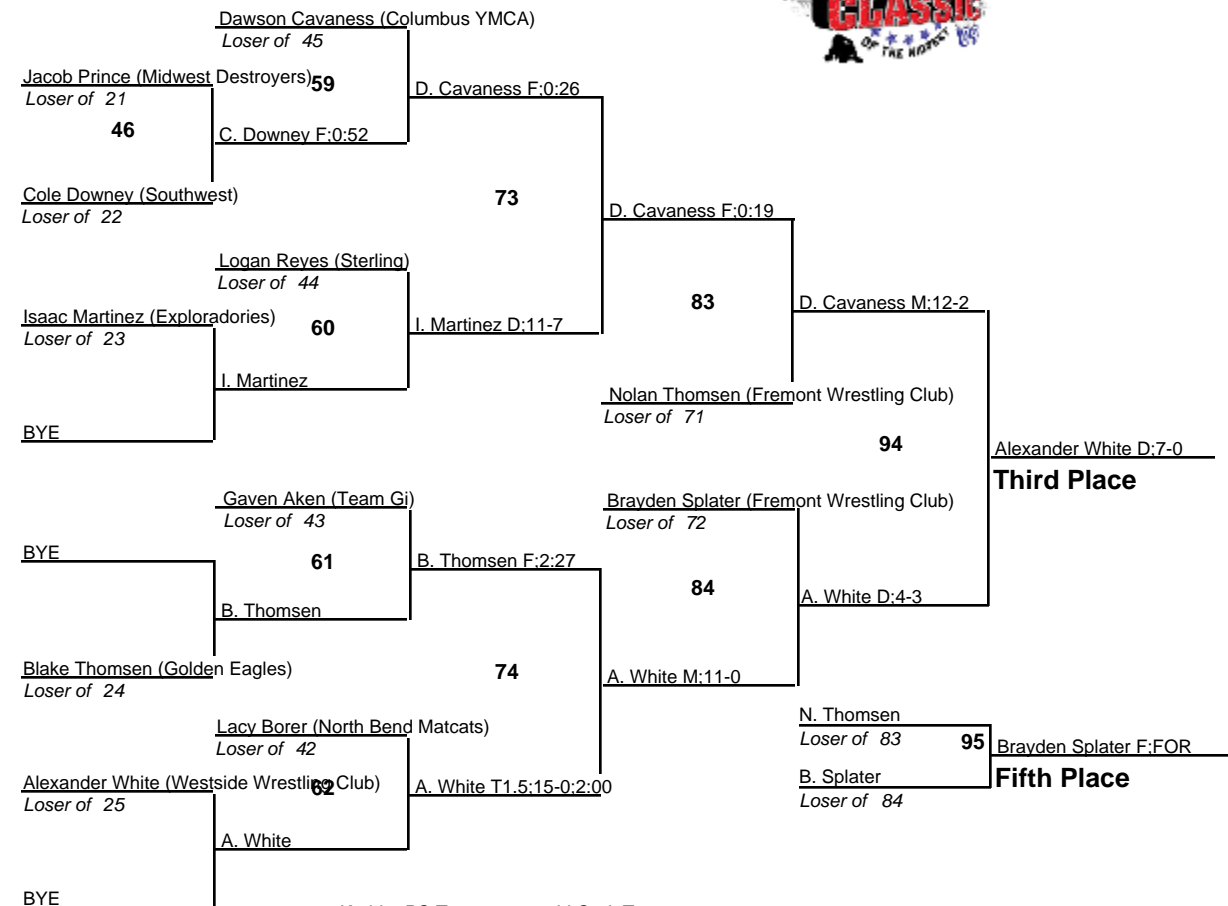 CLASSIC
OF THE MIDWEST
Dawson Cavaness (Columbus YMCA)
Loser of 45
Jacob Prince (Midwest Destroyers)
Loser of 21
59
D. Cavaness F;0:26
46
C. Downey F;0:52
Cole Downey (Southwest)
Loser of 22
73
D. Cavaness F;0:19
Logan Reyes (Sterling)
Loser of 44
Isaac Martinez (Exploradories)
Loser of 23
60
I. Martinez D;11-7
83
D. Cavaness M;12-2
I. Martinez
Nolan Thomsen (Fremont Wrestling Club)
Loser of 71
BYE
94
Alexander White D;7-0
Third Place
Gaven Aken (Team Gi)
Loser of 43
Brayden Splater (Fremont Wrestling Club)
Loser of 72
BYE
61
B. Thomsen F;2:27
84
A. White D;4-3
B. Thomsen
Blake Thomsen (Golden Eagles)
Loser of 24
74
A. White M;11-0
Lacy Borer (North Bend Matcats)
Loser of 42
N. Thomsen
Loser of 83
95
Brayden Splater F;FOR
Fifth Place
B. Splater
Loser of 84
Alexander White (Westside Wrestling Club)
Loser of 25
62
A. White T1.5;15-0;2:00
A. White
BYE